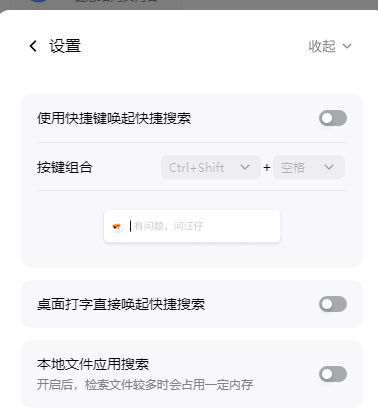 设置
收起
使用快捷键唤起快捷搜索
按键组合
Ctrl+Shift + 空格
有问题，问汪仔
桌面打字直接唤起快捷搜索
本地文件应用搜索
开启后，检索文件较多时会占用一定内存